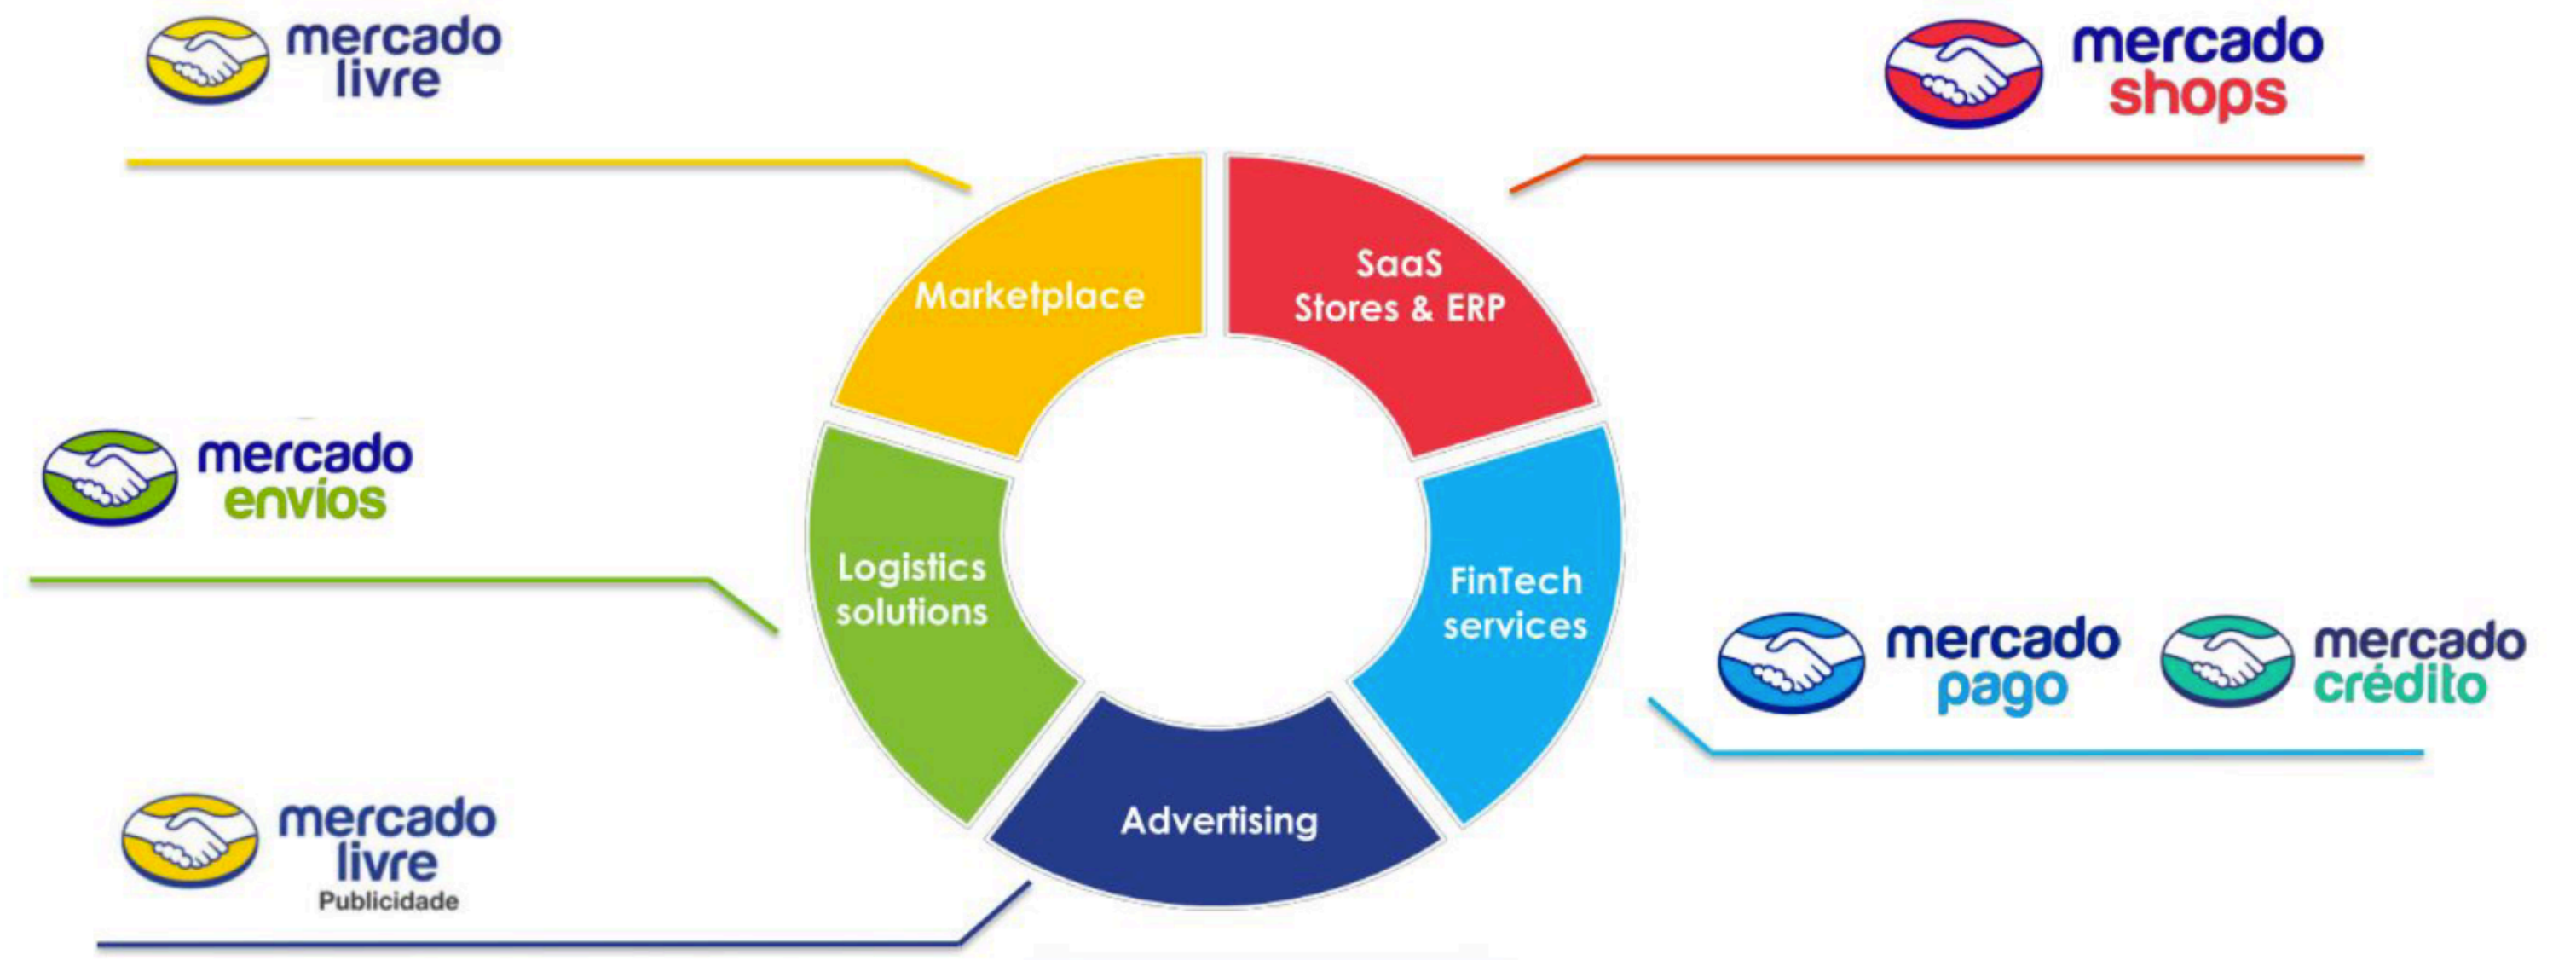 mercado
livre
mercado
shops
Marketplace
SaaS
Stores & ERP
mercado
envios
Logistics
solutions
FinTech
services
mercado
pago
mercado
crédito
mercado
livre
Publicidade
Advertising